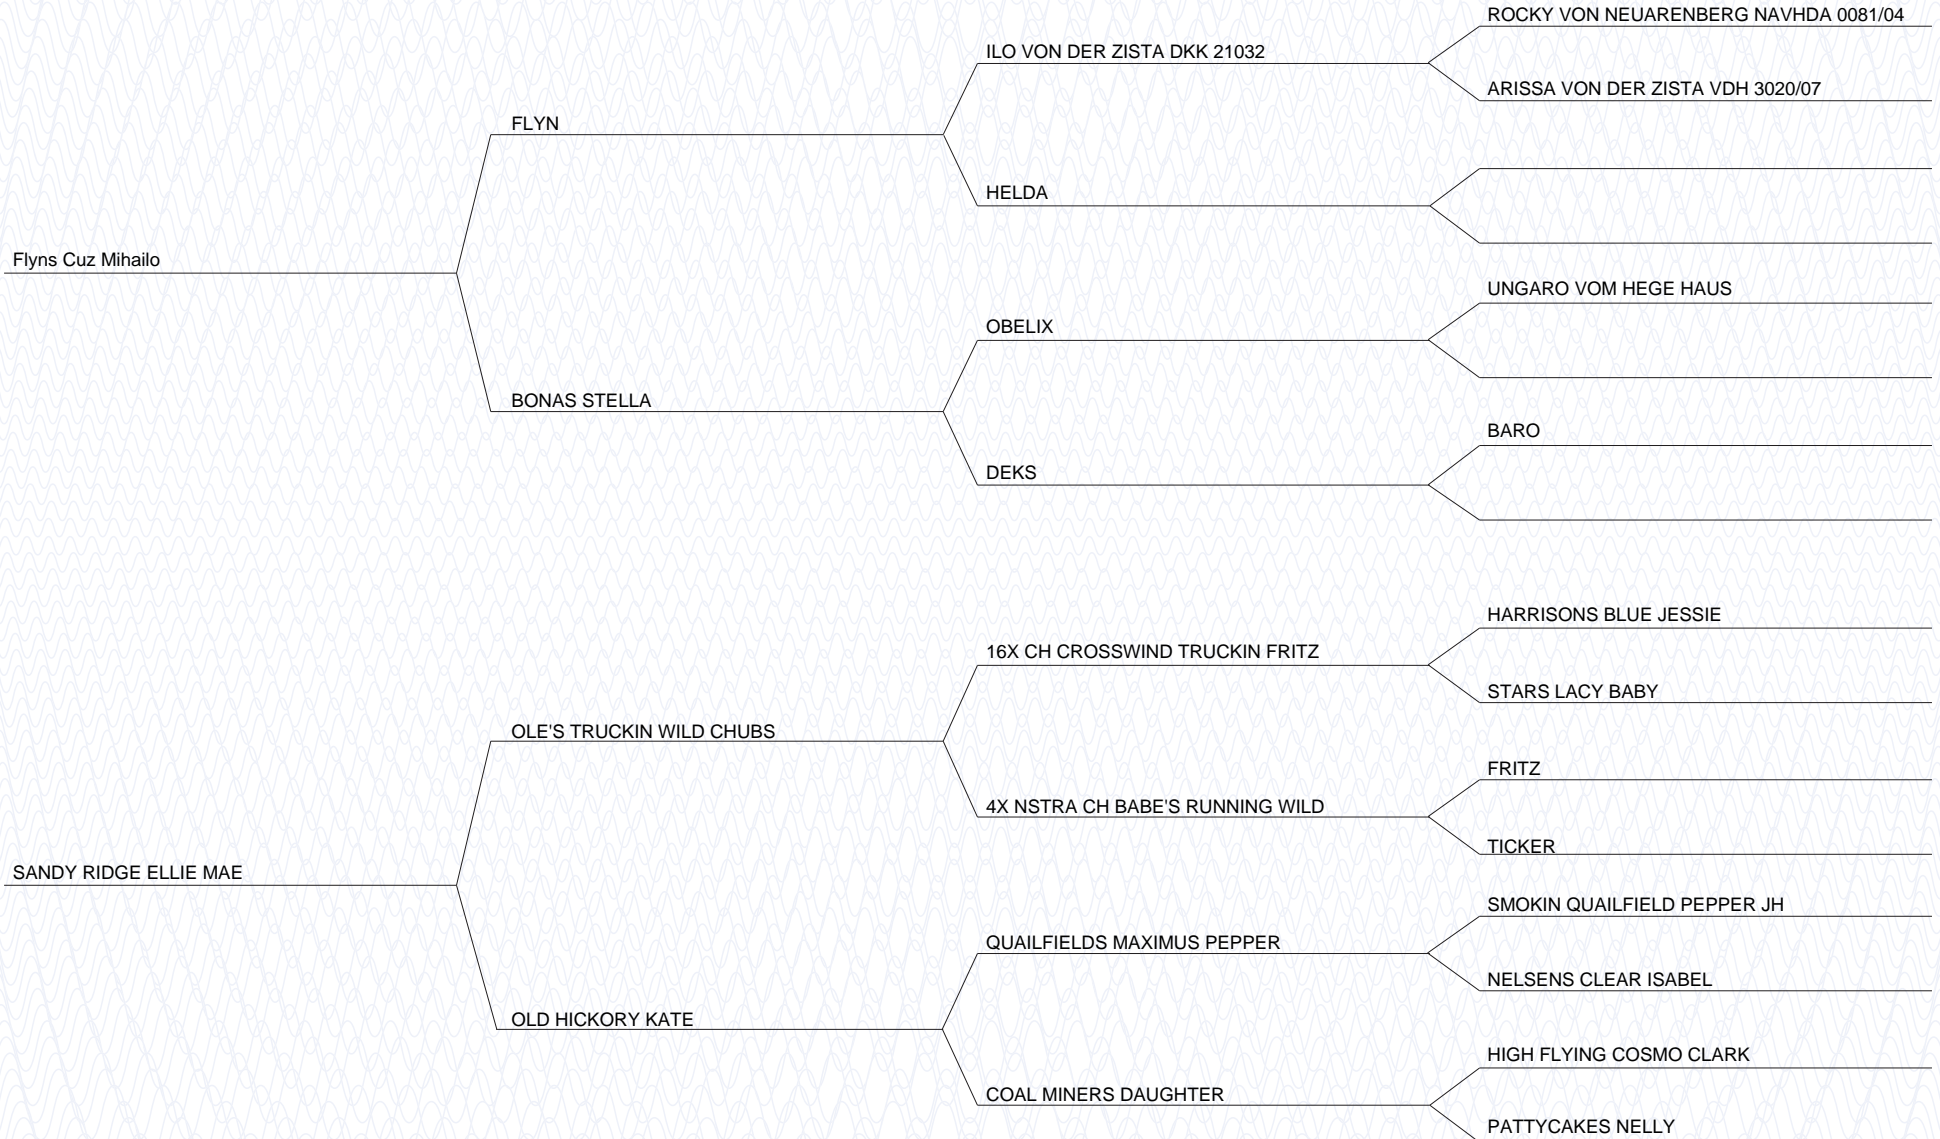 ROCKY VON NEUARENBERG NAVHDA 0081/04
ILO VON DER ZISTA DKK 21032
ARISSA VON DER ZISTA VDH 3020/07
FLYN
HELDA
Flyns Cuz Mihailo
UNGARO VOM HEGE HAUS
OBELIX
BONAS STELLA
BARO
DEKS
HARRISONS BLUE JESSIE
16X CH CROSSWIND TRUCKIN FRITZ
STARS LACY BABY
OLE'S TRUCKIN WILD CHUBS
FRITZ
4X NSTRA CH BABE'S RUNNING WILD
TICKER
SANDY RIDGE ELLIE MAE
SMOKIN QUAILFIELD PEPPER JH
QUAILFIELDS MAXIMUS PEPPER
NELSENS CLEAR ISABEL
OLD HICKORY KATE
HIGH FLYING COSMO CLARK
COAL MINERS DAUGHTER
PATTYCAKES NELLY